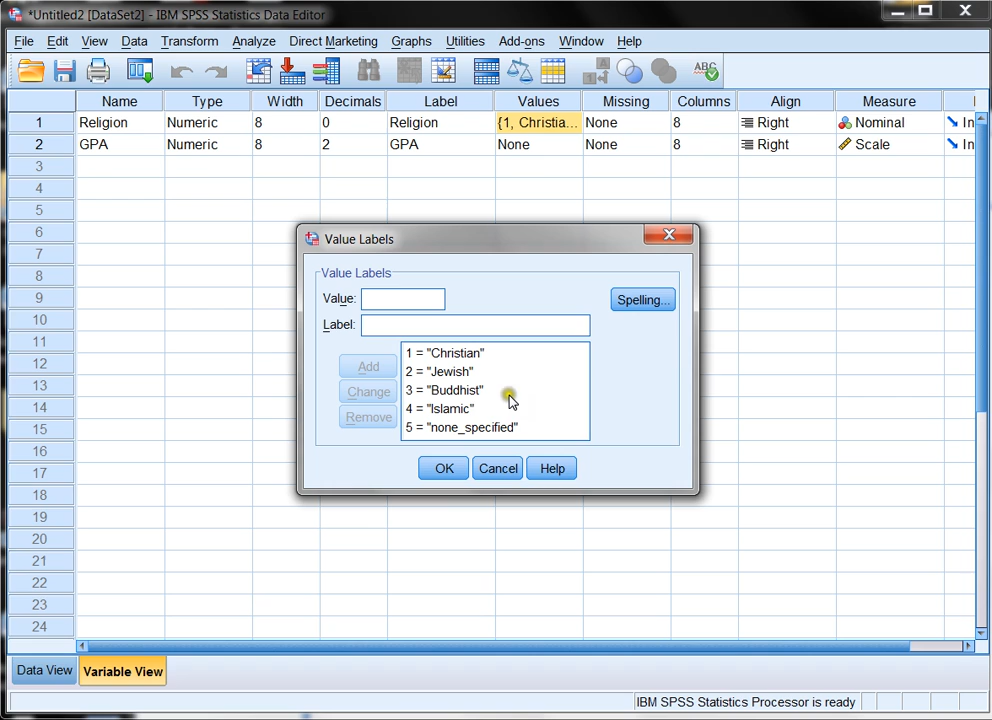 *Untitled2 [DataSet2] - IBM SPSS Statistics Data Editor
File Edit View Data Transform Analyze Direct Marketing Graphs Utilities Add-ons Window Help
ABC
Name Type Width Decimals Label Values Missing Columns Align Measure
1 Religion Numeric 8 0 Religion {1, Christia... None 8 Right Nominal In
2 GPA Numeric 8 2 GPA None None 8 Right Scale In
3
4
5
6
7
8
9
10
11
12
13
14
15
16
17
18
19
20
21
22
23
24
Value Labels
Value Labels
Value:
Spelling...
Label:
1 = "Christian"
2 = "Jewish"
3 = "Buddhist"
4 = "Islamic"
5 = "none_specified"
Add
Change
Remove
OK Cancel Help
Data View Variable View
IBM SPSS Statistics Processor is ready